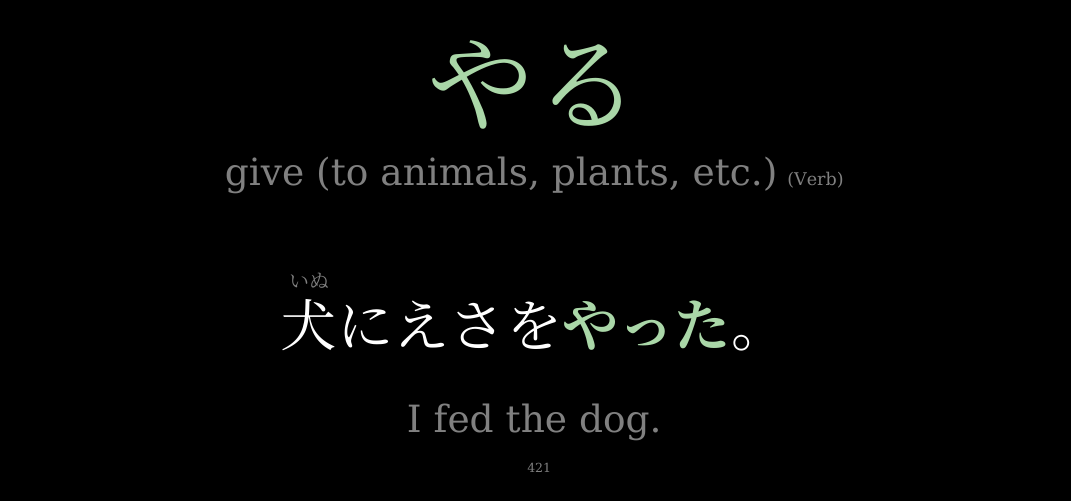 やる
give (to animals, plants, etc.) (Verb)
いぬ
犬にえさをやった。
I fed the dog.
421